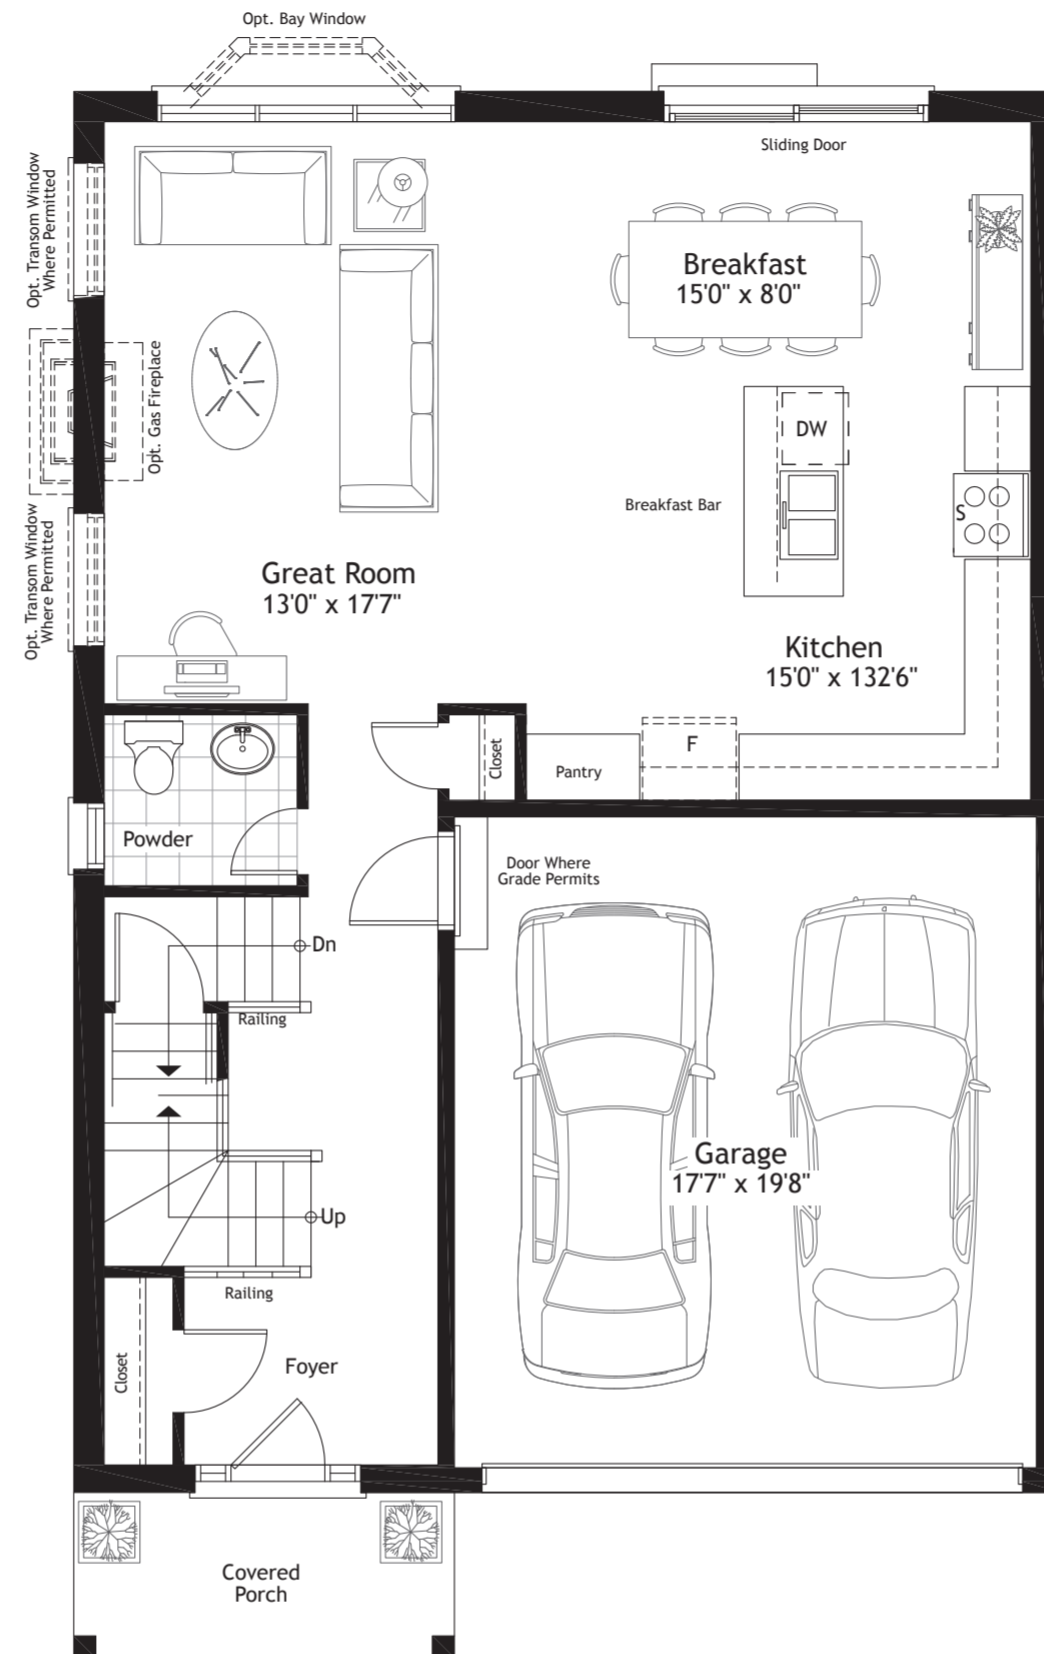 Opt. Bay Window
Sliding Door
Opt. Transom Window
Where Permitted
Breakfast
15'0" x 8'0"
Opt. Gas Fireplace
DW
Breakfast Bar
S
Opt. Transom Window
Where Permitted
Great Room
13'0" x 17'7"
Kitchen
15'0" x 132'6"
Closet
F
Pantry
Powder
Door Where
Grade Permits
Dn
Railing
Garage
17'7" x 19'8"
Up
Railing
Closet
Foyer
Covered
Porch